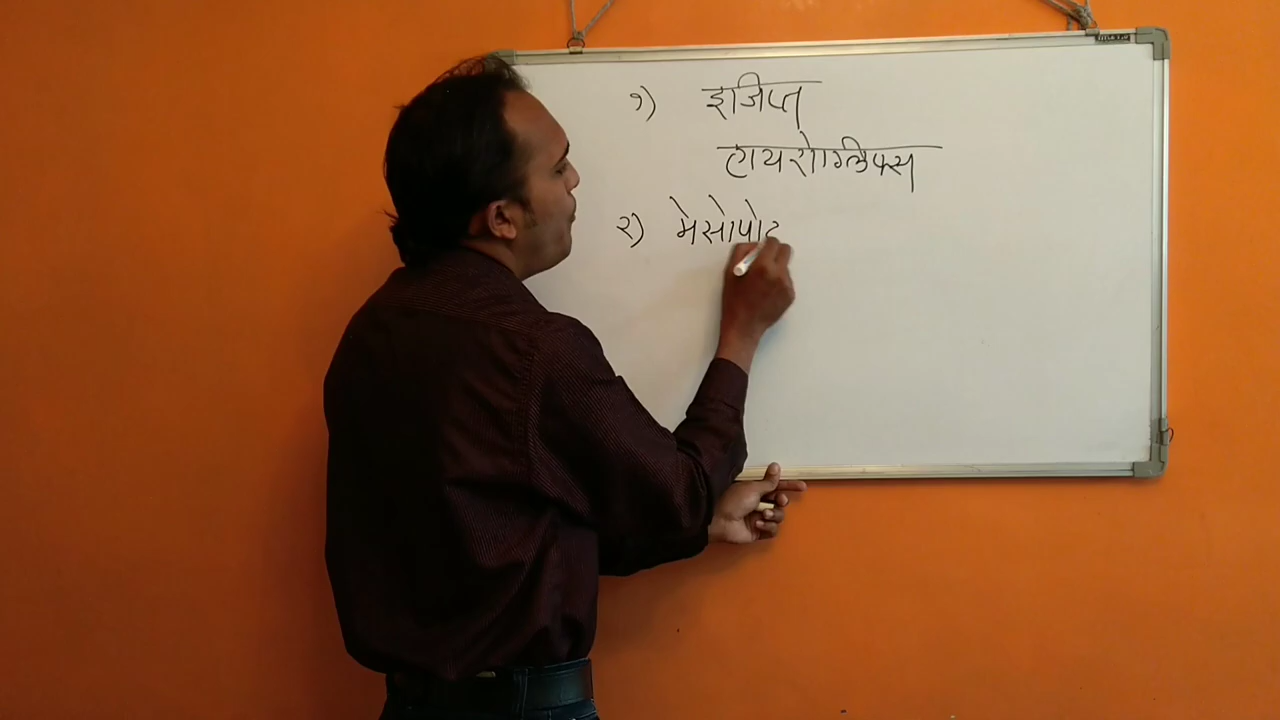 १) इजिप्त
हायरोग्लिफ्स
२) मेसोपोट